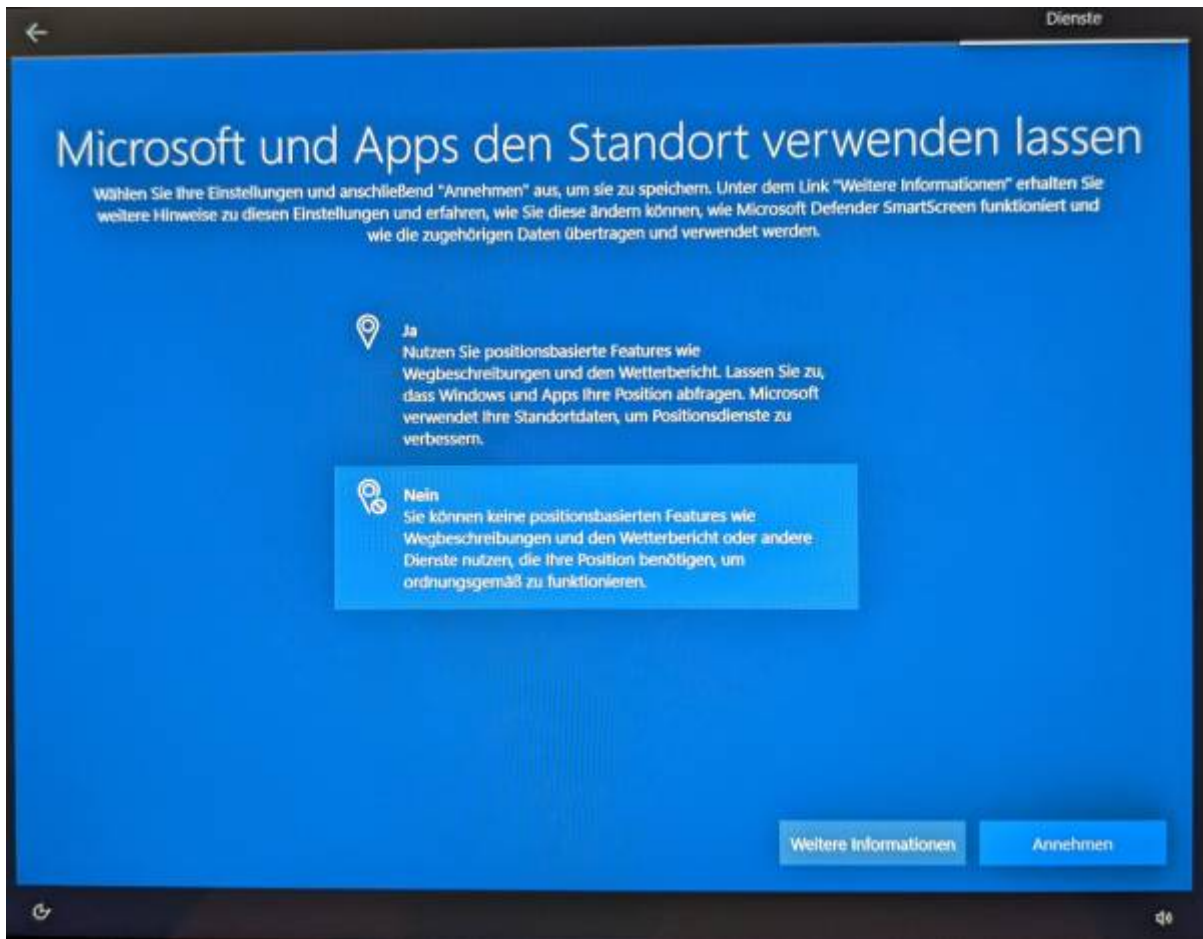 Dienste
Microsoft und Apps den Standort verwenden lassen
Wählen Sie Ihre Einstellungen und anschließend "Annehmen" aus, um sie zu speichern. Unter dem Link "Weitere Informationen" erhalten Sie
weitere Hinweise zu diesen Einstellungen und erfahren, wie Sie diese ändern können, wie Microsoft Defender SmartScreen funktioniert und
wie die zugehörigen Daten übertragen und verwendet werden.
Ja
Nutzen Sie positionsbasierte Features wie
Wegbeschreibungen und den Wetterbericht. Lassen Sie zu,
dass Windows und Apps Ihre Position abfragen. Microsoft
verwendet Ihre Standortdaten, um Positionsdienste zu
verbessern.
Nein
Sie können keine positionsbasierten Features wie
Wegbeschreibungen und den Wetterbericht oder andere
Dienste nutzen, die Ihre Position benötigen, um
ordnungsgemäß zu funktionieren.
Weitere Informationen
Annehmen